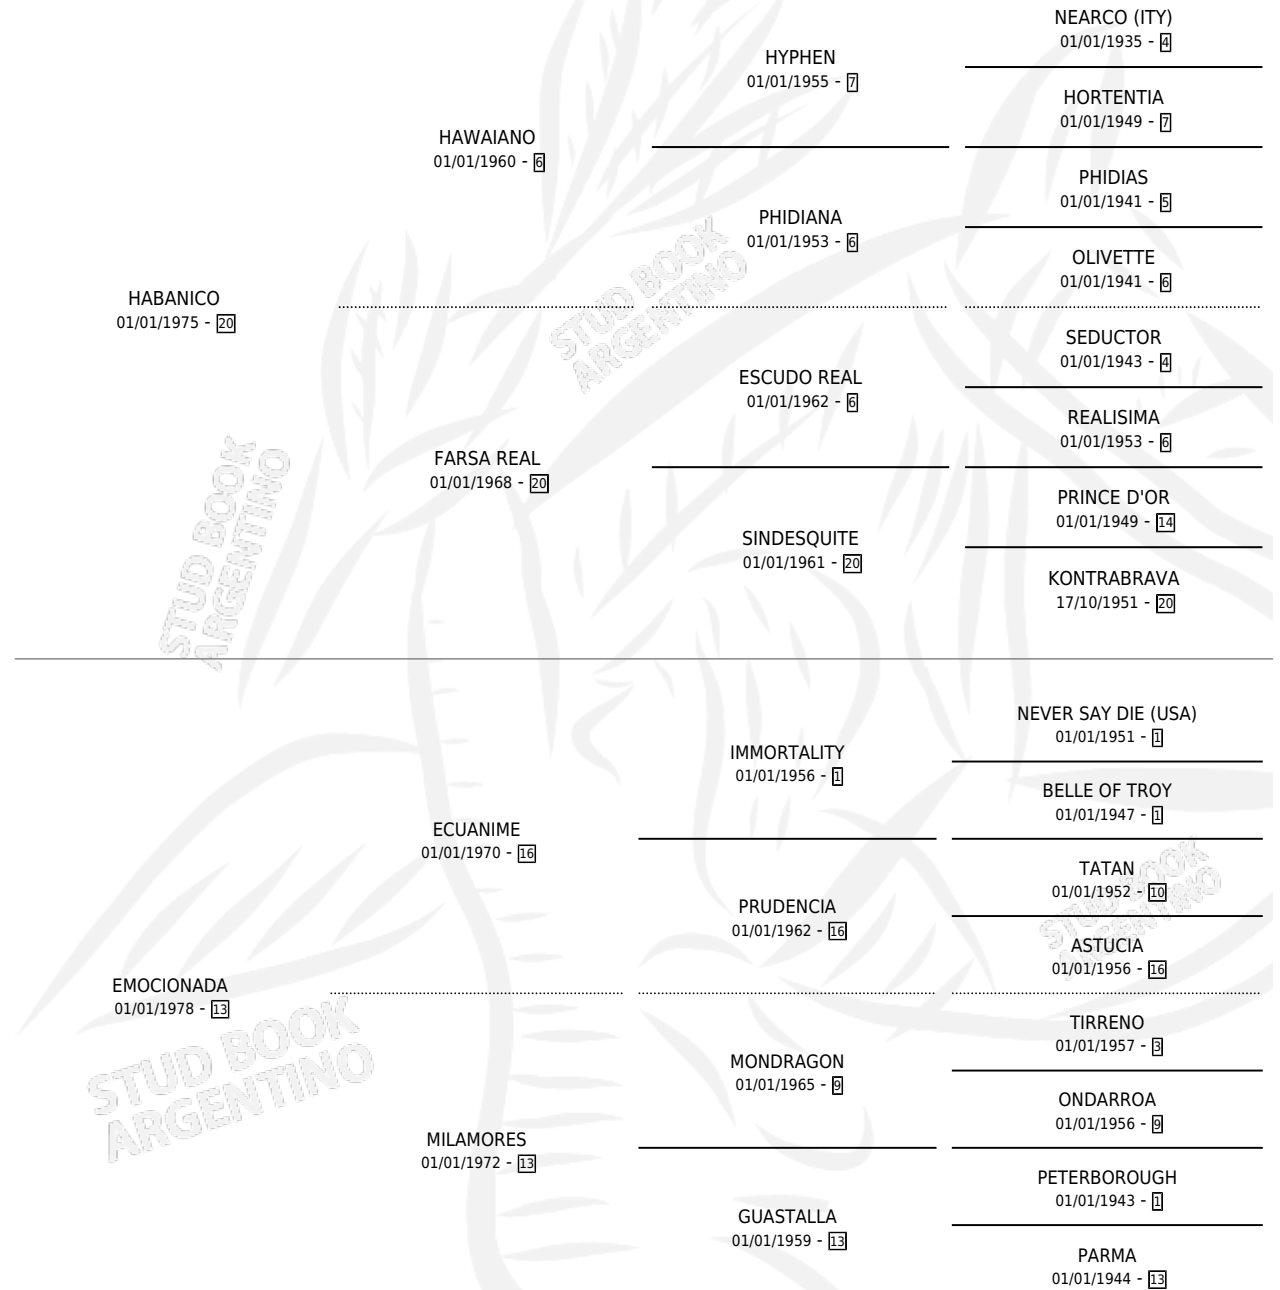 NEARCO (ITY)
01/01/1935 - 4
HYPHEN
01/01/1955 - 7
HORTENTIA
01/01/1949 - 7
HAWAIANO
01/01/1960 - 6
PHIDIAS
01/01/1941 - 5
PHIDIANA
01/01/1953 - 6
OLIVETTE
01/01/1941 - 6
HABANICO
01/01/1975 - 20
SEDUCTOR
01/01/1943 - 4
ESCUDO REAL
01/01/1962 - 6
REALISIMA
01/01/1953 - 6
FARSA REAL
01/01/1968 - 20
PRINCE D'OR
01/01/1949 - 14
SINDESQUITE
01/01/1961 - 20
KONTRABRAVA
17/10/1951 - 20
STUD BOOK
ARGENTINO
STUD BOOK
ARGENTINO
NEVER SAY DIE (USA)
01/01/1951 - 1
IMMORTALITY
01/01/1956 - 1
BELLE OF TROY
01/01/1947 - 1
ECUANIME
01/01/1970 - 16
TATAN
01/01/1952 - 10
PRUDENCIA
01/01/1962 - 16
ASTUCIA
01/01/1956 - 16
STUD BOOK
ARGENTINO
EMOCIONADA
01/01/1978 - 13
TIRRENO
01/01/1957 - 3
MONDRAGON
01/01/1965 - 9
ONDARROA
01/01/1956 - 9
STUD BOOK
ARGENTINO
MILAMORES
01/01/1972 - 13
PETERBOROUGH
01/01/1943 - 1
GUASTALLA
01/01/1959 - 13
PARMA
01/01/1944 - 13